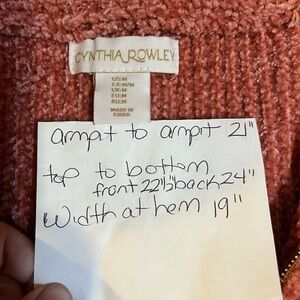 CYNTHIA ROWLEY
US:M
CA:M/M
UK:M
EU:M
AU:M
MADE IN
CHINA
armpit to armpit 21"
top to bottom
front 22½" back 24"
Width at hem 19"